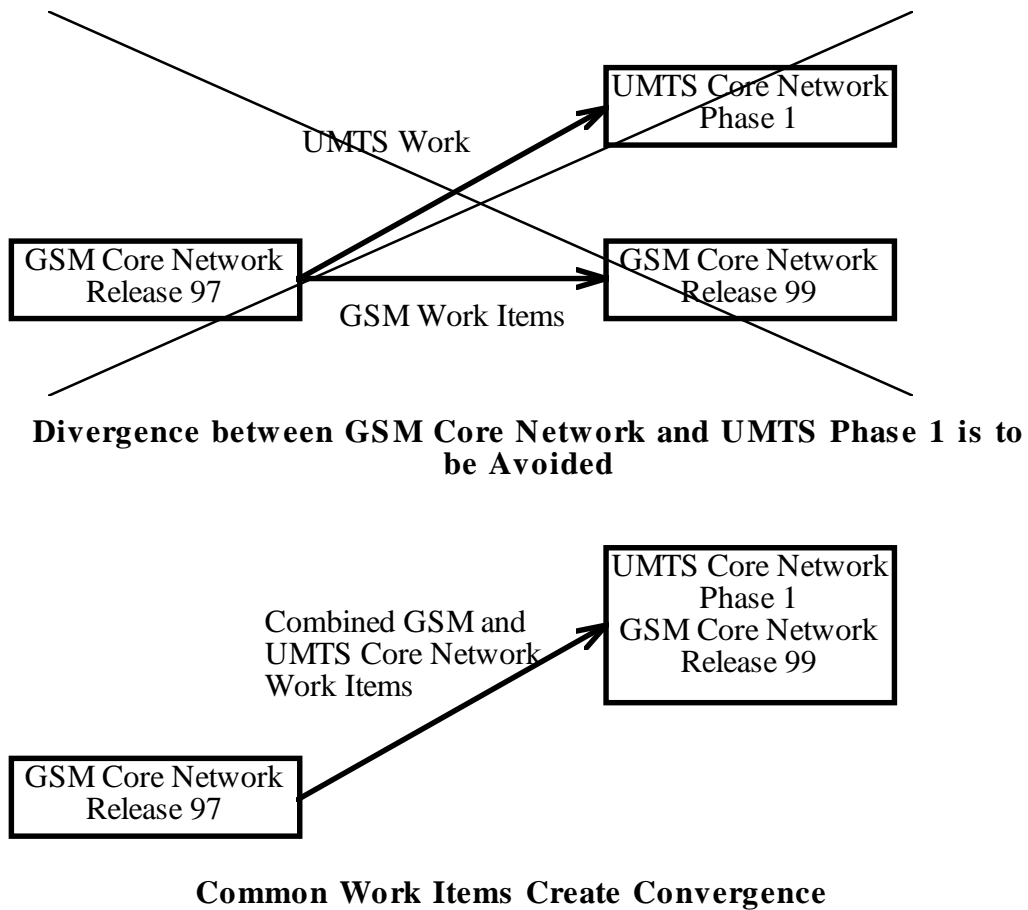 UMTS Core Network
Phase 1
UMTS Work
GSM Core Network
Release 97
GSM Core Network
Release 99
GSM Work Items
Divergence between GSM Core Network and UMTS Phase 1 is to
be Avoided
UMTS Core Network
Phase 1
GSM Core Network
Release 99
Combined GSM and
UMTS Core Network
Work Items
GSM Core Network
Release 97
Common Work Items Create Convergence